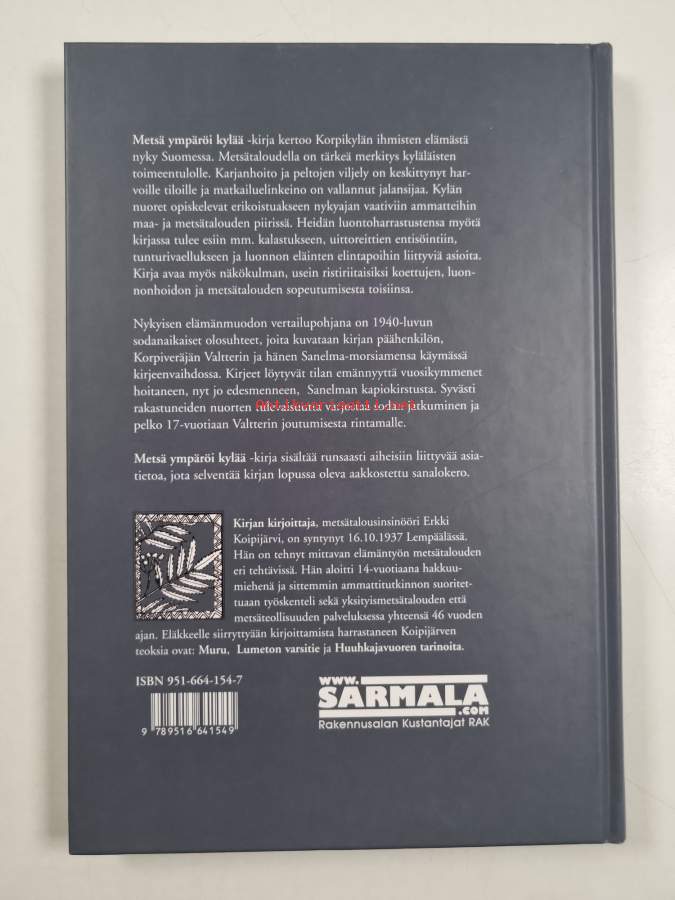 Metsä ympäröi kylää -kirja kertoo Korpikylän ihmisten elämästä
nyky Suomessa. Metsätaloudella on tärkeä merkitys kyläläisten
toimeentulolle. Karjanhoito ja peltojen viljely on keskittynyt har-
voille tiloille ja matkailuelinkeino on vallannut jalansijaa. Kylän
nuoret opiskelevat erikoistuakseen nykyajan vaativiin ammatteihin
maa- ja metsätalouden piirissä. Heidän luontoharrastustensa myötä
kirjassa tulee esiin mm. kalastukseen, uittoreittien entisöintiin,
tunturivaellukseen ja luonnon eläinten elintapoihin liittyviä asioita.
Kirja avaa myös näkökulman, usein ristiriitaisiksi koettujen, luon-
nonhoidon ja metsätalouden sopeutumisesta toisiinsa.
Nykyisen elämänmuodon vertailupohjana on 1940-luvun
sodanaikaiset olosuhteet, joita kuvataan kirjan päähenkilön,
Korpiveräjän Valtterin ja hänen Sanelma-morsiamensa käymässä
kirjeenvaihdossa. Kirjeet löytyvät tilan emännyyttä vuosikymmenet
hoitaneen, nyt jo edesmenneen, Sanelman kapiokirstusta. Syvästi
rakastuneiden nuorten tulevaisuutta varjostaa sodan jatkuminen ja
pelko 17-vuotiaan Valtterin joutumisesta rintamalle.
Metsä ympäröi kylää -kirja sisältää runsaasti aiheisiin liittyvää asia-
tietoa, jota selventää kirjan lopussa oleva aakkostettu sanalokero.
Kirjan kirjoittaja, metsätalousinsinööri Erkki
Koipijärvi, on syntynyt 16.10.1937 Lempäälässä.
Hän on tehnyt mittavan elämäntyön metsätalouden
eri tehtävissä. Hän aloitti 14-vuotiaana hakkuu-
miehenä ja sittemmin ammattitutkinnon suoritet-
tuaan työskenteli sekä yksityismetsätalouden että
metsäteollisuuden palveluksessa yhteensä 46 vuoden
ajan. Eläkkeelle siirryttyään kirjoittamista harrastaneen Koipijärven
teoksia ovat: Muru, Lumeton varsitie ja Huuhkajavuoren tarinoita.
ISBN 951-664-154-7
9 789516 641549
www.
SARMALA
.COM
Rakennusalan Kustantajat RAK